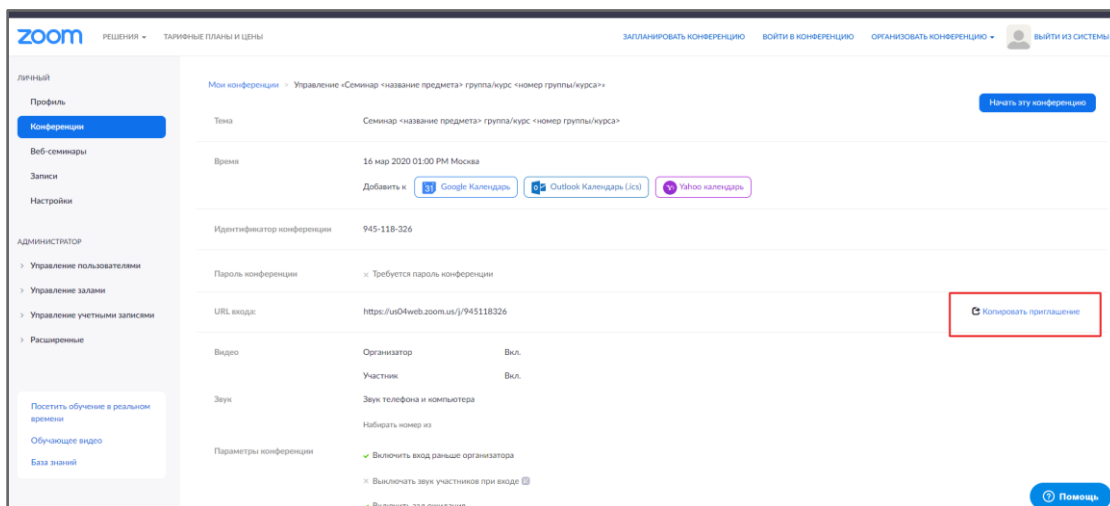 zoom РЕШЕНИЯ ТАРИФНЫЕ ПЛАНЫ И ЦЕНЫ ЗАПЛАНИРОВАТЬ КОНФЕРЕНЦИЮ ВОЙТИ В КОНФЕРЕНЦИЮ ОРГАНИЗОВАТЬ КОНФЕРЕНЦИЮ ВЫЙТИ ИЗ СИСТЕМЫ
ЛИЧНЫЙ
Профиль
Конференции
Веб-семинары
Записи
Настройки
АДМИНИСТРАТОР
Управление пользователями
Управление залами
Управление учетными записями
Расширенные
Посетить обучение в реальном
времени
Обучающее видео
База знаний
Мои конференции > Управление «Семинар <название предмета> группа/курс <номер группы/курса>»
Начать эту конференцию
Тема Семинар <название предмета> группа/курс <номер группы/курса>
Время 16 мар 2020 01:00 PM Москва
Добавить к 31 Google Календарь Outlook Календарь (.ics) Yahoo календарь
Идентификатор конференции 945-118-326
Пароль конференции × Требуется пароль конференции
URL входа: https://us04web.zoom.us/j/945118326 Копировать приглашение
Видео Организатор Вкл.
Участник Вкл.
Звук Звук телефона и компьютера
Набирать номер из
Параметры конференции ✓ Включить вход раньше организатора
× Выключать звук участников при входе
Включить зал ожидания
Помощь